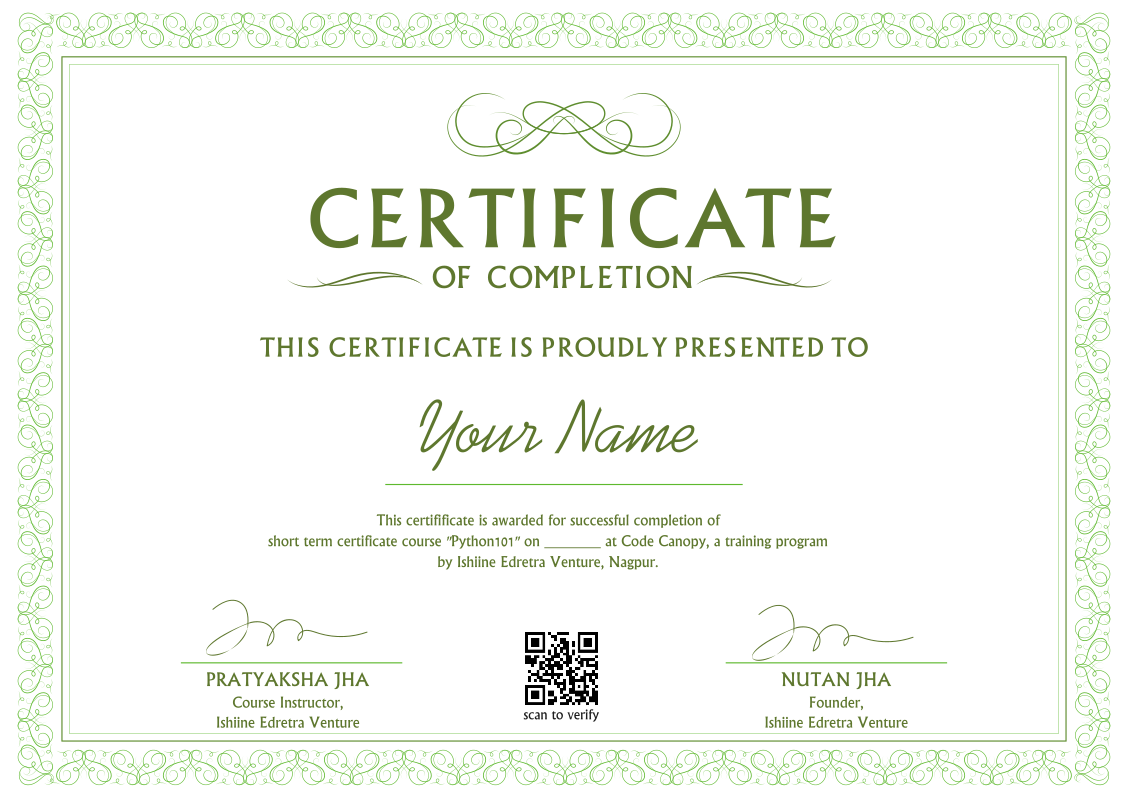 CERTIFICATE
OF COMPLETION
THIS CERTIFICATE IS PROUDLY PRESENTED TO
Your Name
This certififificate is awarded for successful completion of
short term certificate course "Python101" on ________ at Code Canopy, a training program
by Ishiine Edretra Venture, Nagpur.
PRATYAKSHA JHA
Course Instructor,
Ishiine Edretra Venture
scan to verify
NUTAN JHA
Founder,
Ishiine Edretra Venture